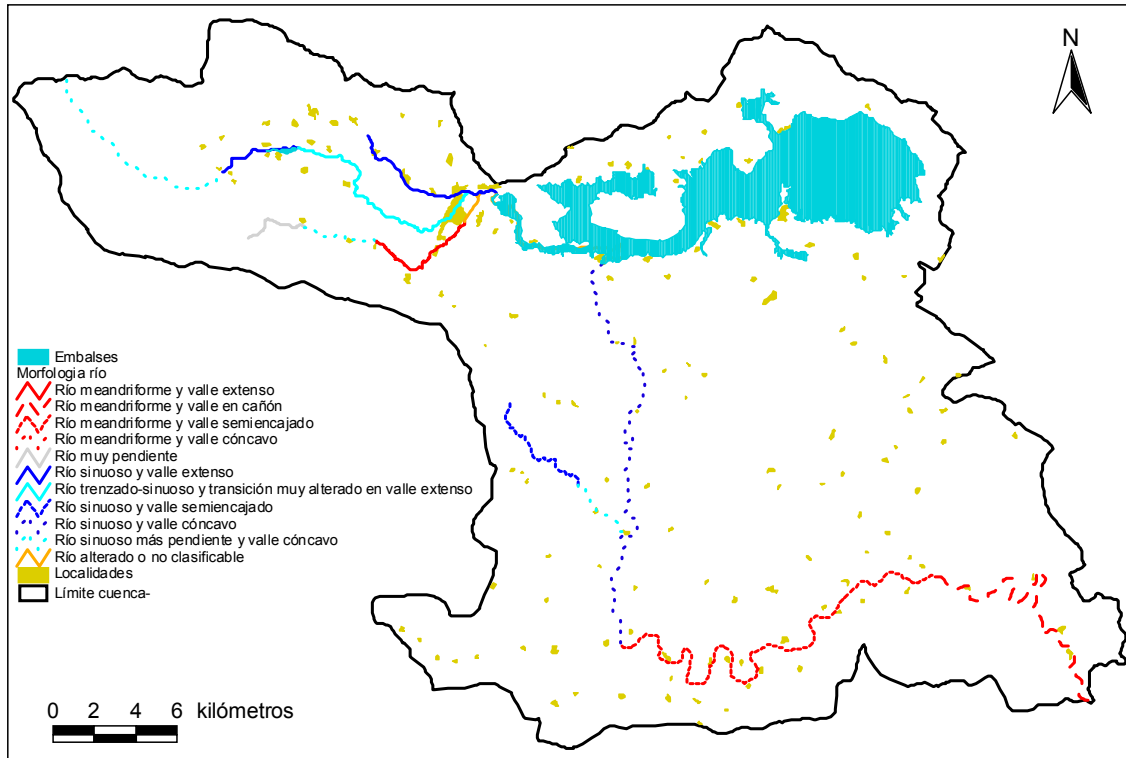 N
Embalses
Morfologia río
Río meandriforme y valle extenso
Río meandriforme y valle en cañón
Río meandriforme y valle semiencajado
Río meandriforme y valle cóncavo
Río muy pendiente
Río sinuoso y valle extenso
Río trenzado-sinuoso y transición muy alterado en valle extenso
Río sinuoso y valle semiencajado
Río sinuoso y valle cóncavo
Río sinuoso más pendiente y valle cóncavo
Río alterado o no clasificable
Localidades
Límite cuenca-
0 2 4 6 kilómetros